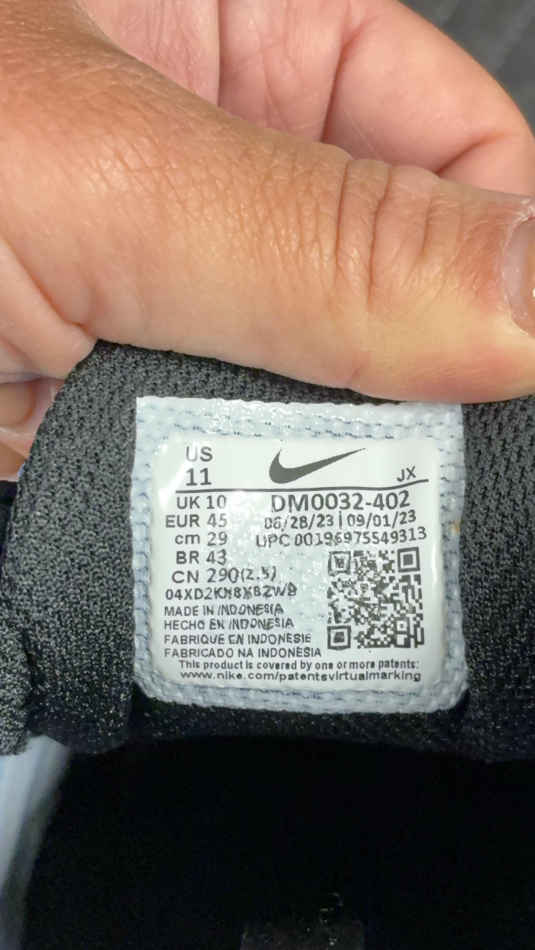 US
11
JX
UK 10
DM0032-402
EUR 45
06/28/23 | 09/01/23
cm 29
UPC 00196975549313
BR 43
CN 290(2.5)
MADE IN INDONESIA
HECHO EN INDONESIA
FABRIQUE EN INDONESIE
FABRICADO NA INDONESIA
This product is covered by one or more patents:
www.nike.com/patentsvirtualmarking